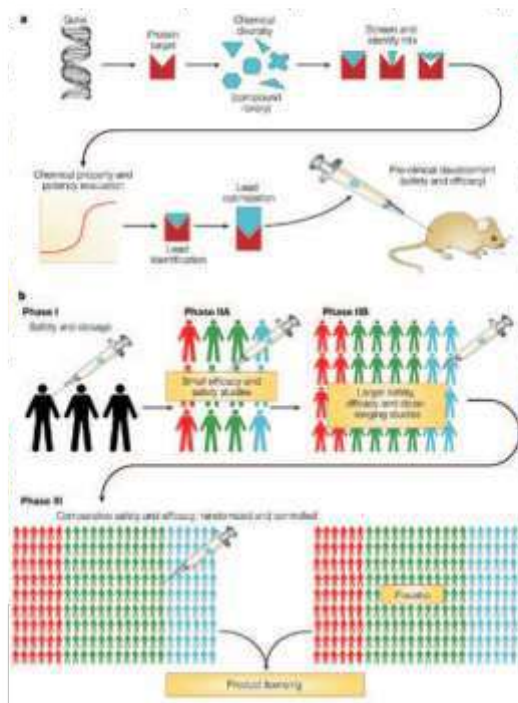 a
Gene
Protein
target
Chemical
diversity
(compound
library)
Screen and
identify hits
Chemical property and
potency evaluation
Lead
identification
Lead
optimization
Pre-clinical development
(safety and efficacy)
b
Phase I
Safety and dosage
Phase IIA
Small efficacy and
safety studies
Phase IIB
Larger safety,
efficacy and dose-
ranging studies
Phase III
Comparative safety and efficacy; randomized and controlled
Placebo
Product licensing